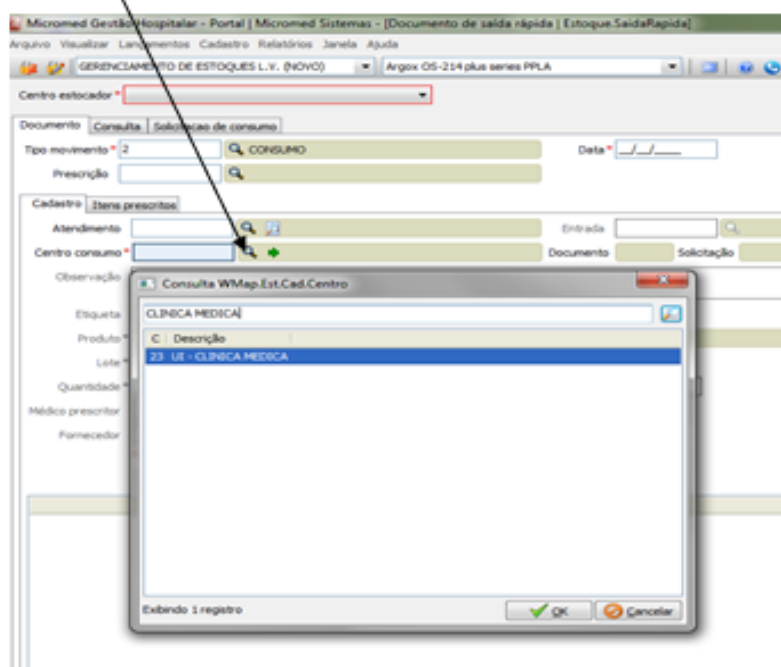 Micromed Gestão Hospitalar - Portal | Micromed Sistemas - [Documento de saída rápida | Estoque.SaidaRapida]
Arquivo Visualizar Lançamentos Cadastro Relatórios Janela Ajuda
GERENCIAMENTO DE ESTOQUES L.V. (NOVO) Argox OS-214 plus series PPLA
Centro estocador *
Documento Consulta Solicitacao de consumo
Tipo movimento * 2 CONSUMO Data * __/__/____
Prescrição
Cadastro Itens prescritos
Atendimento Entrada
Centro consumo * Documento Solicitação
Observação
Consulta WMap.Est.Cad.Centro
Etiqueta CLINICA MEDICA
Produto * C Descrição
23 UI - CLINICA MEDICA
Lote *
Quantidade *
Médico prescritor
Fornecedor
Exibindo 1 registro OK Cancelar